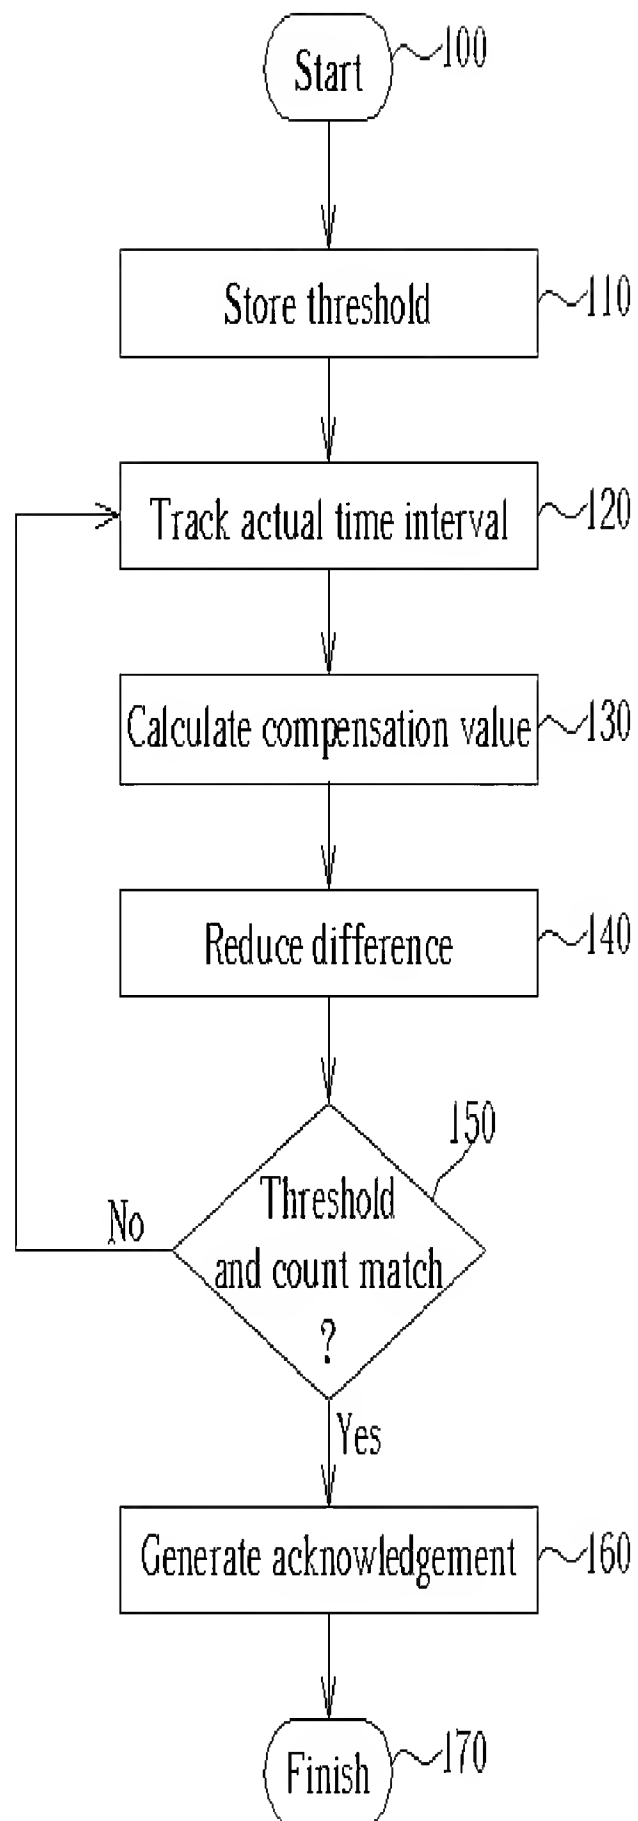 Start 100
Store threshold 110
Track actual time interval 120
Calculate compensation value 130
Reduce difference 140
150
Threshold
and count match
?
No
Yes
Generate acknowledgement 160
Finish 170